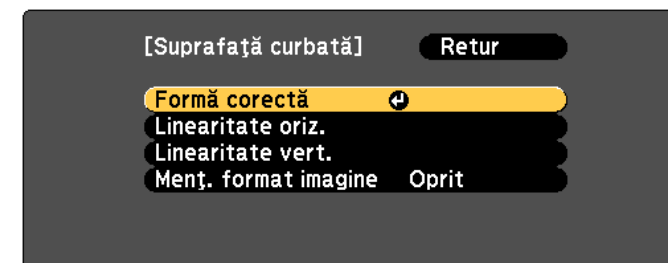 [Suprafaţă curbată] Retur
Formă corectă
Linearitate oriz.
Linearitate vert.
Menţ. format imagine Oprit